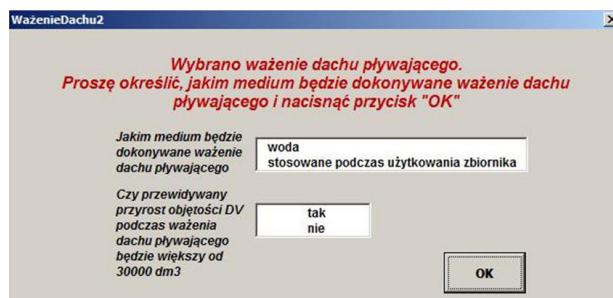 WażenieDachu2
Wybrano ważenie dachu pływającego.
Proszę określić, jakim medium będzie dokonywane ważenie dachu
pływającego i nacisnąć przycisk "OK"
Jakim medium będzie
dokonywane ważenie
dachu pływającego
woda
stosowane podczas użytkowania zbiornika
Czy przewidywany
przyrost objętości DV
podczas ważenia
dachu pływającego
będzie większy od
30000 dm3
tak
nie
OK